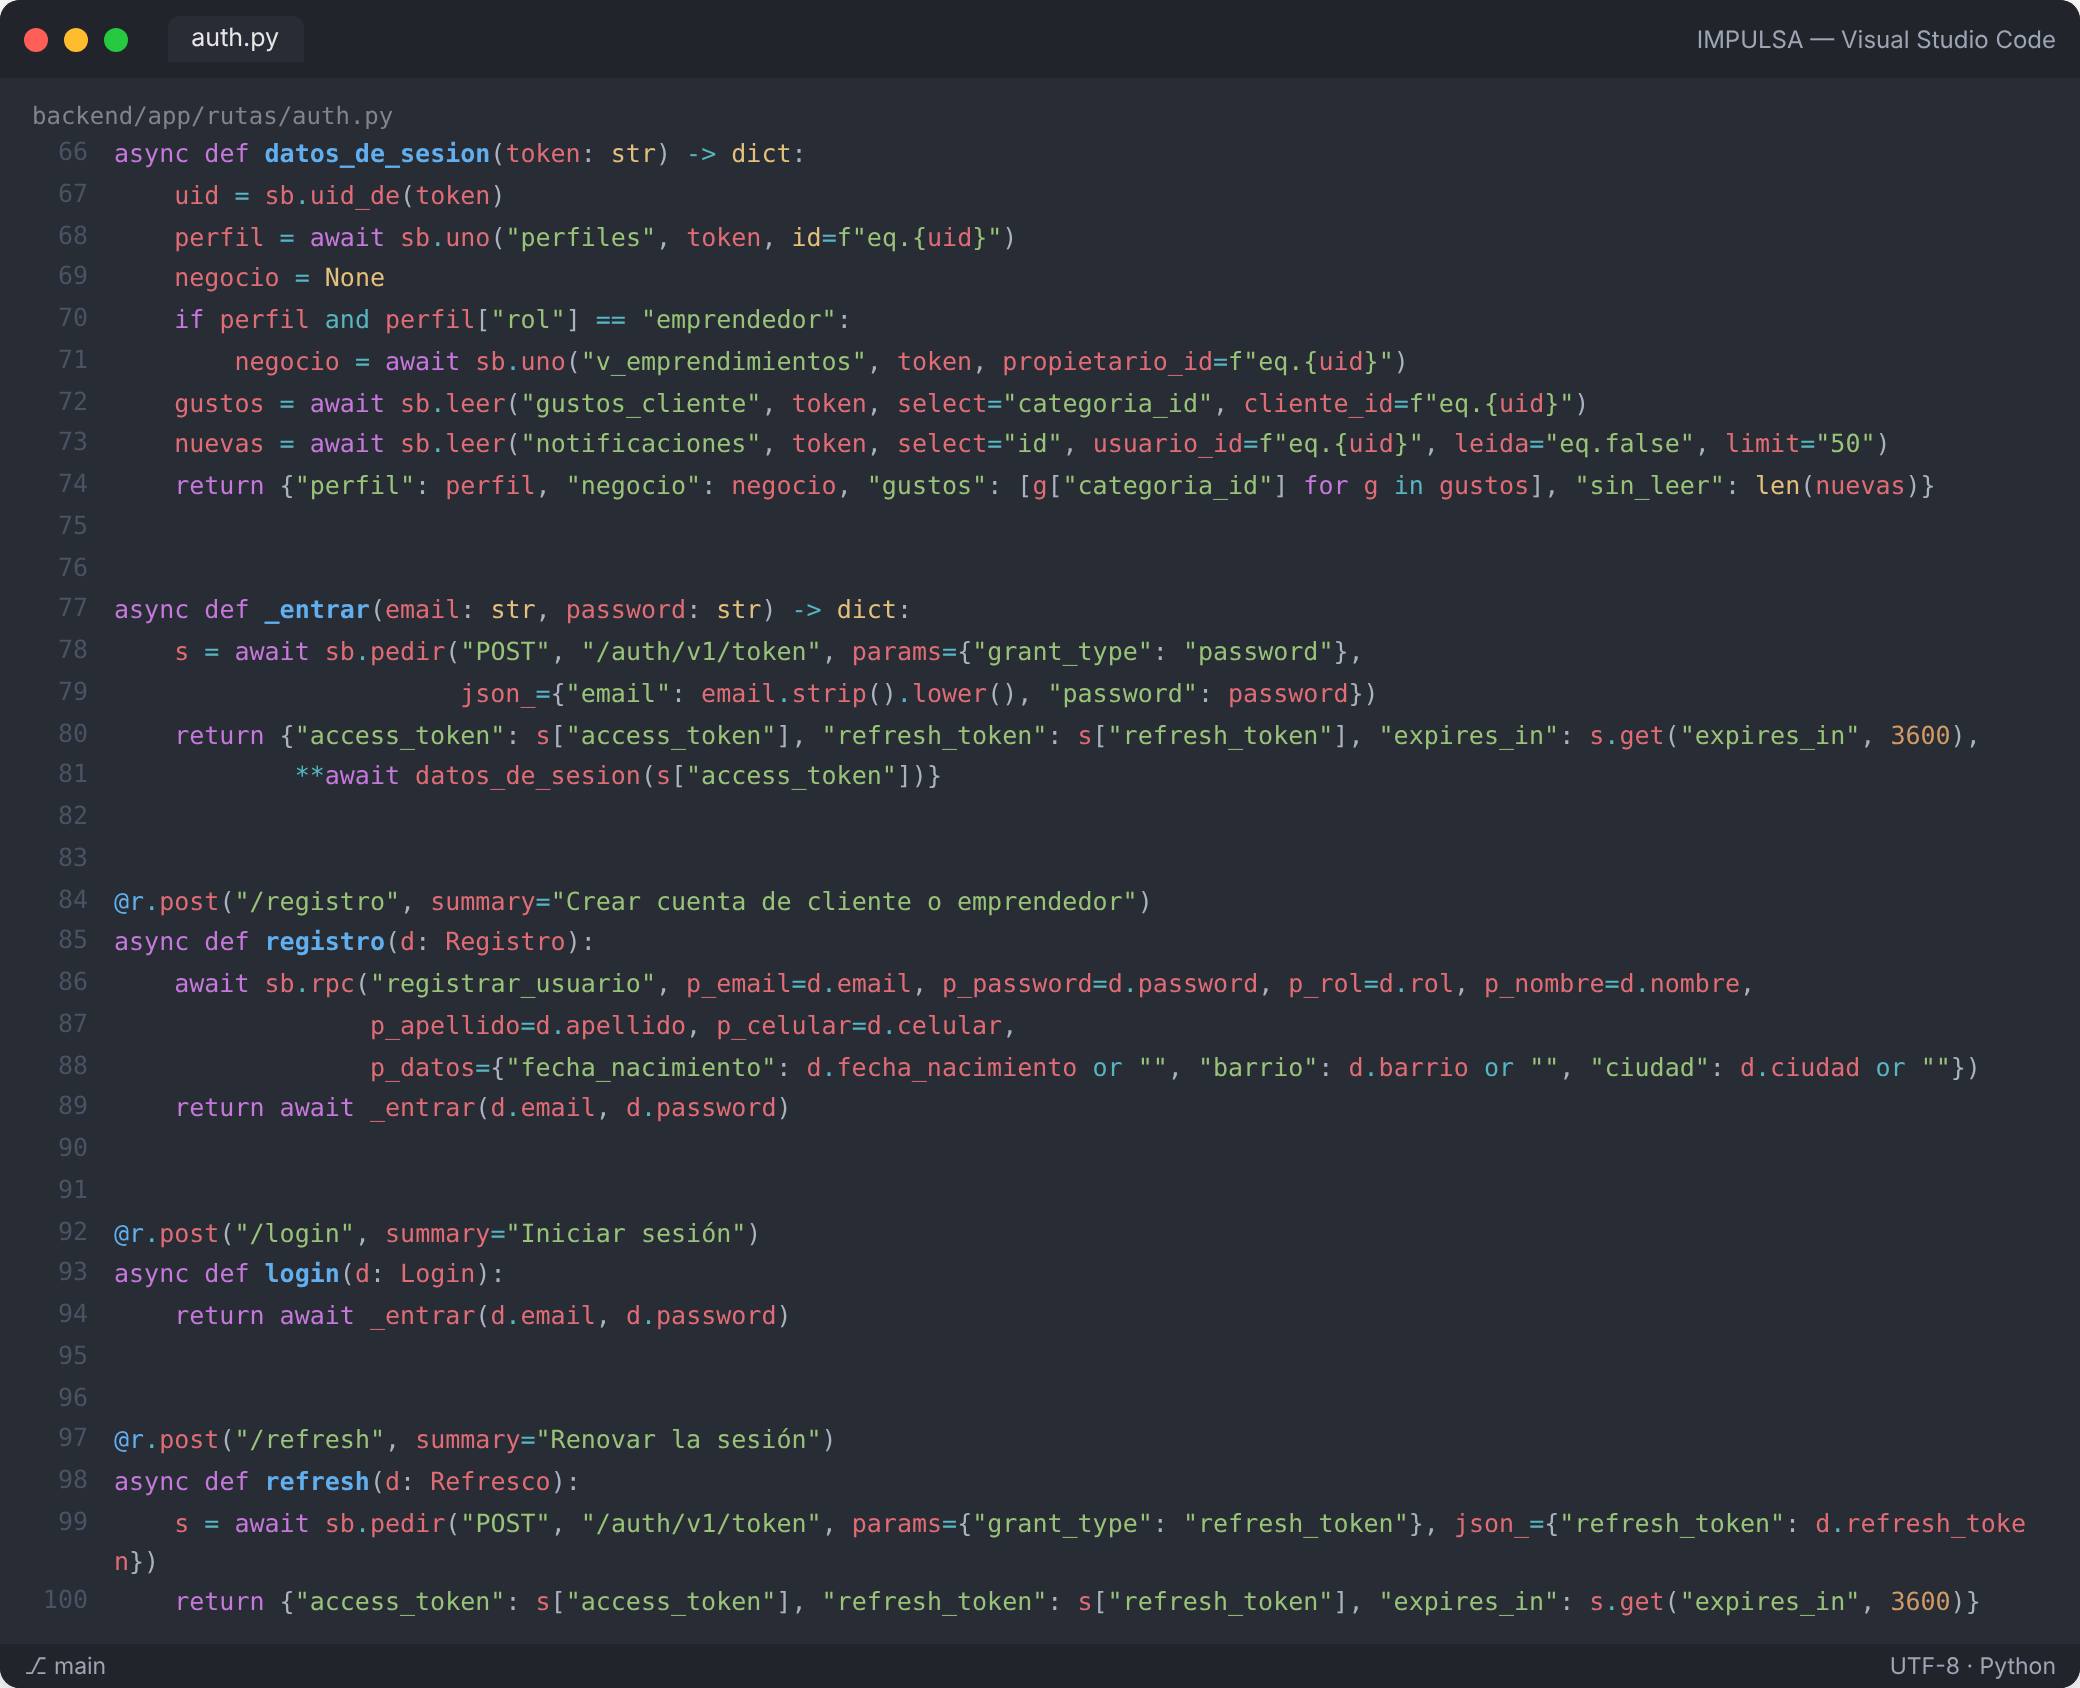 auth.py
IMPULSA — Visual Studio Code
backend/app/rutas/auth.py
66 async def datos_de_sesion(token: str) -> dict:
67     uid = sb.uid_de(token)
68     perfil = await sb.uno("perfiles", token, id=f"eq.{uid}")
69     negocio = None
70     if perfil and perfil["rol"] == "emprendedor":
71         negocio = await sb.uno("v_emprendimientos", token, propietario_id=f"eq.{uid}")
72     gustos = await sb.leer("gustos_cliente", token, select="categoria_id", cliente_id=f"eq.{uid}")
73     nuevas = await sb.leer("notificaciones", token, select="id", usuario_id=f"eq.{uid}", leida="eq.false", limit="50")
74     return {"perfil": perfil, "negocio": negocio, "gustos": [g["categoria_id"] for g in gustos], "sin_leer": len(nuevas)}
75
76
77 async def _entrar(email: str, password: str) -> dict:
78     s = await sb.pedir("POST", "/auth/v1/token", params={"grant_type": "password"},
79                        json_={"email": email.strip().lower(), "password": password})
80     return {"access_token": s["access_token"], "refresh_token": s["refresh_token"], "expires_in": s.get("expires_in", 3600),
81             **await datos_de_sesion(s["access_token"])}
82
83
84 @r.post("/registro", summary="Crear cuenta de cliente o emprendedor")
85 async def registro(d: Registro):
86     await sb.rpc("registrar_usuario", p_email=d.email, p_password=d.password, p_rol=d.rol, p_nombre=d.nombre,
87                  p_apellido=d.apellido, p_celular=d.celular,
88                  p_datos={"fecha_nacimiento": d.fecha_nacimiento or "", "barrio": d.barrio or "", "ciudad": d.ciudad or ""})
89     return await _entrar(d.email, d.password)
90
91
92 @r.post("/login", summary="Iniciar sesión")
93 async def login(d: Login):
94     return await _entrar(d.email, d.password)
95
96
97 @r.post("/refresh", summary="Renovar la sesión")
98 async def refresh(d: Refresco):
99     s = await sb.pedir("POST", "/auth/v1/token", params={"grant_type": "refresh_token"}, json_={"refresh_token": d.refresh_toke
n})
100     return {"access_token": s["access_token"], "refresh_token": s["refresh_token"], "expires_in": s.get("expires_in", 3600)}
⎇ main
UTF-8 · Python